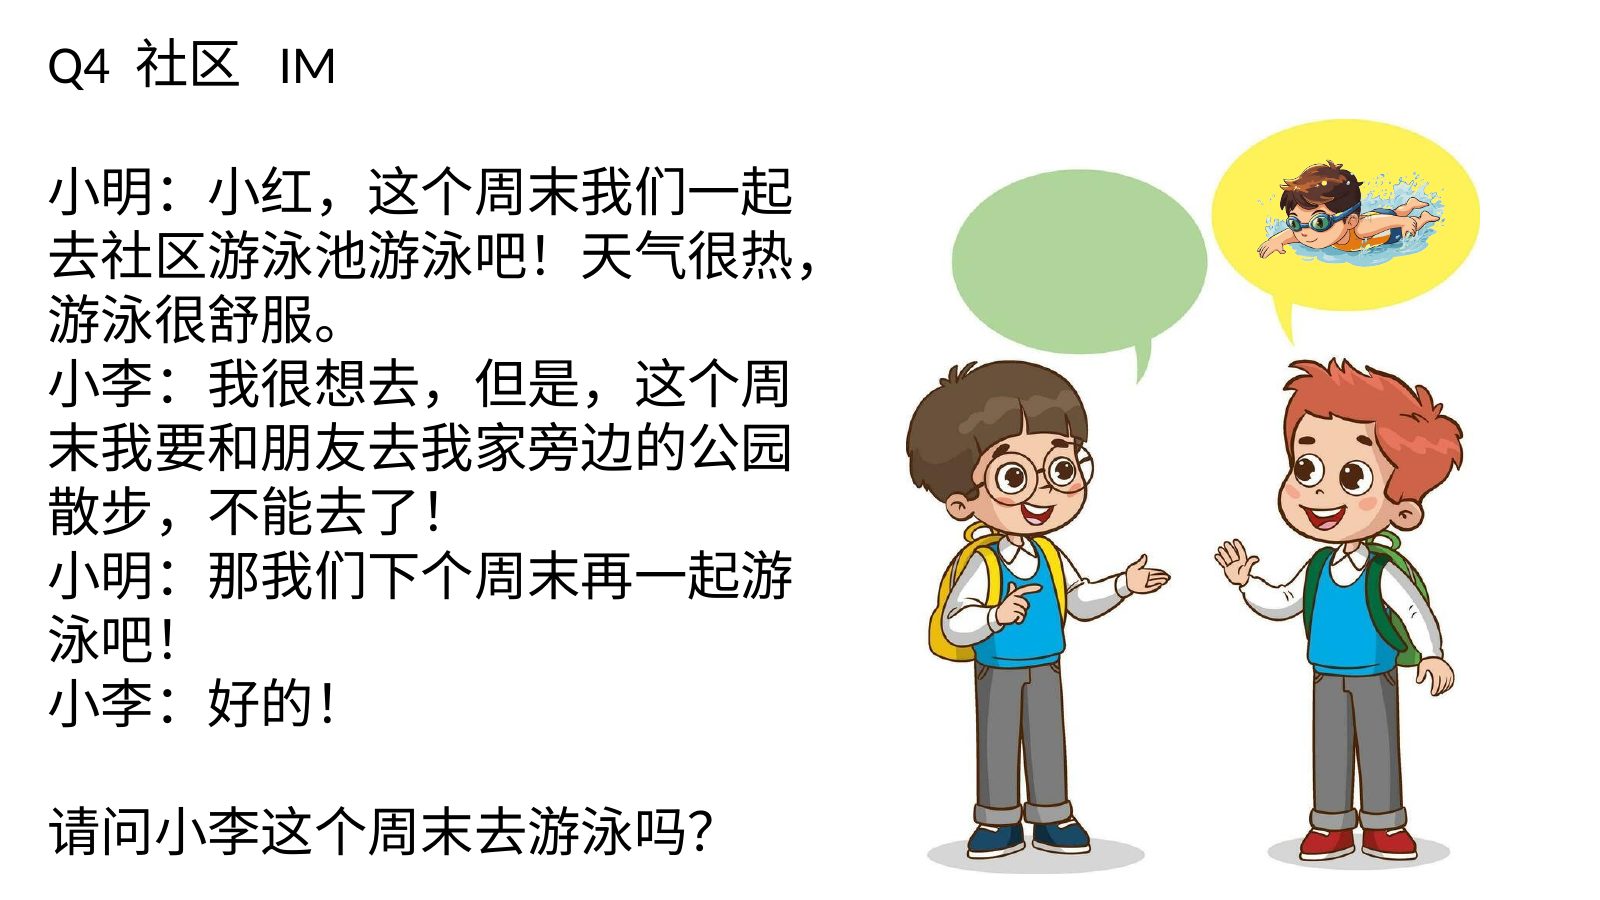 Q4 社区 IM
小明：小红，这个周末我们一起
去社区游泳池游泳吧！天气很热，
游泳很舒服。
小李：我很想去，但是，这个周
末我要和朋友去我家旁边的公园
散步，不能去了！
小明：那我们下个周末再一起游
泳吧！
小李：好的！
请问小李这个周末去游泳吗？